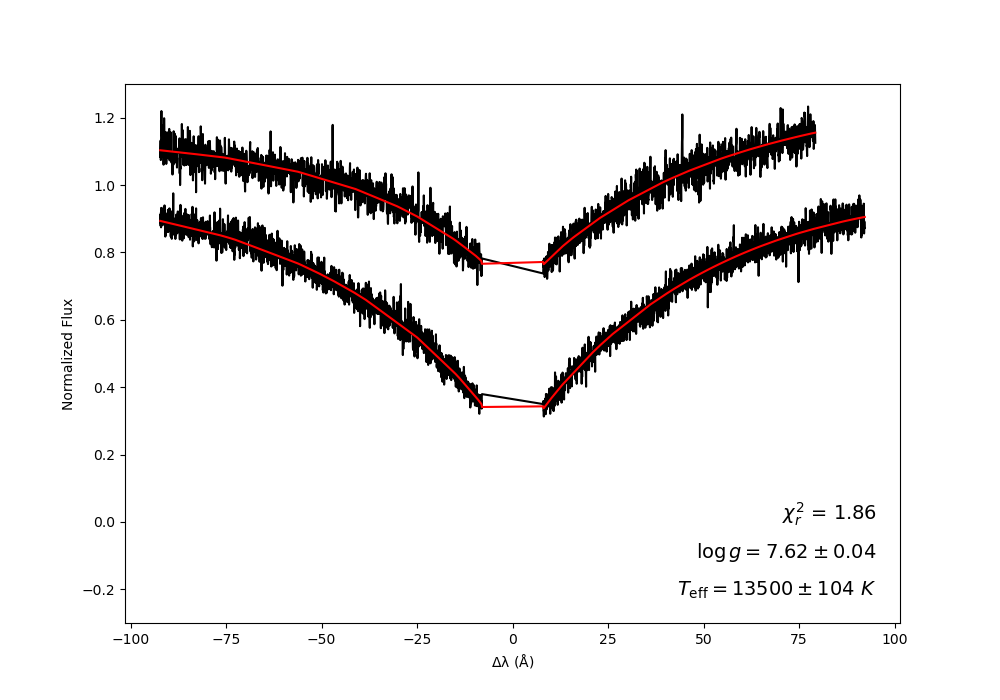 1.2
1.0
0.8
0.6
0.4
0.2
0.0
−0.2
Normalized Flux
χ²ᵣ = 1.86
log g = 7.62 ± 0.04
T_eff = 13500 ± 104 K
−100 −75 −50 −25 0 25 50 75 100
Δλ (Å)